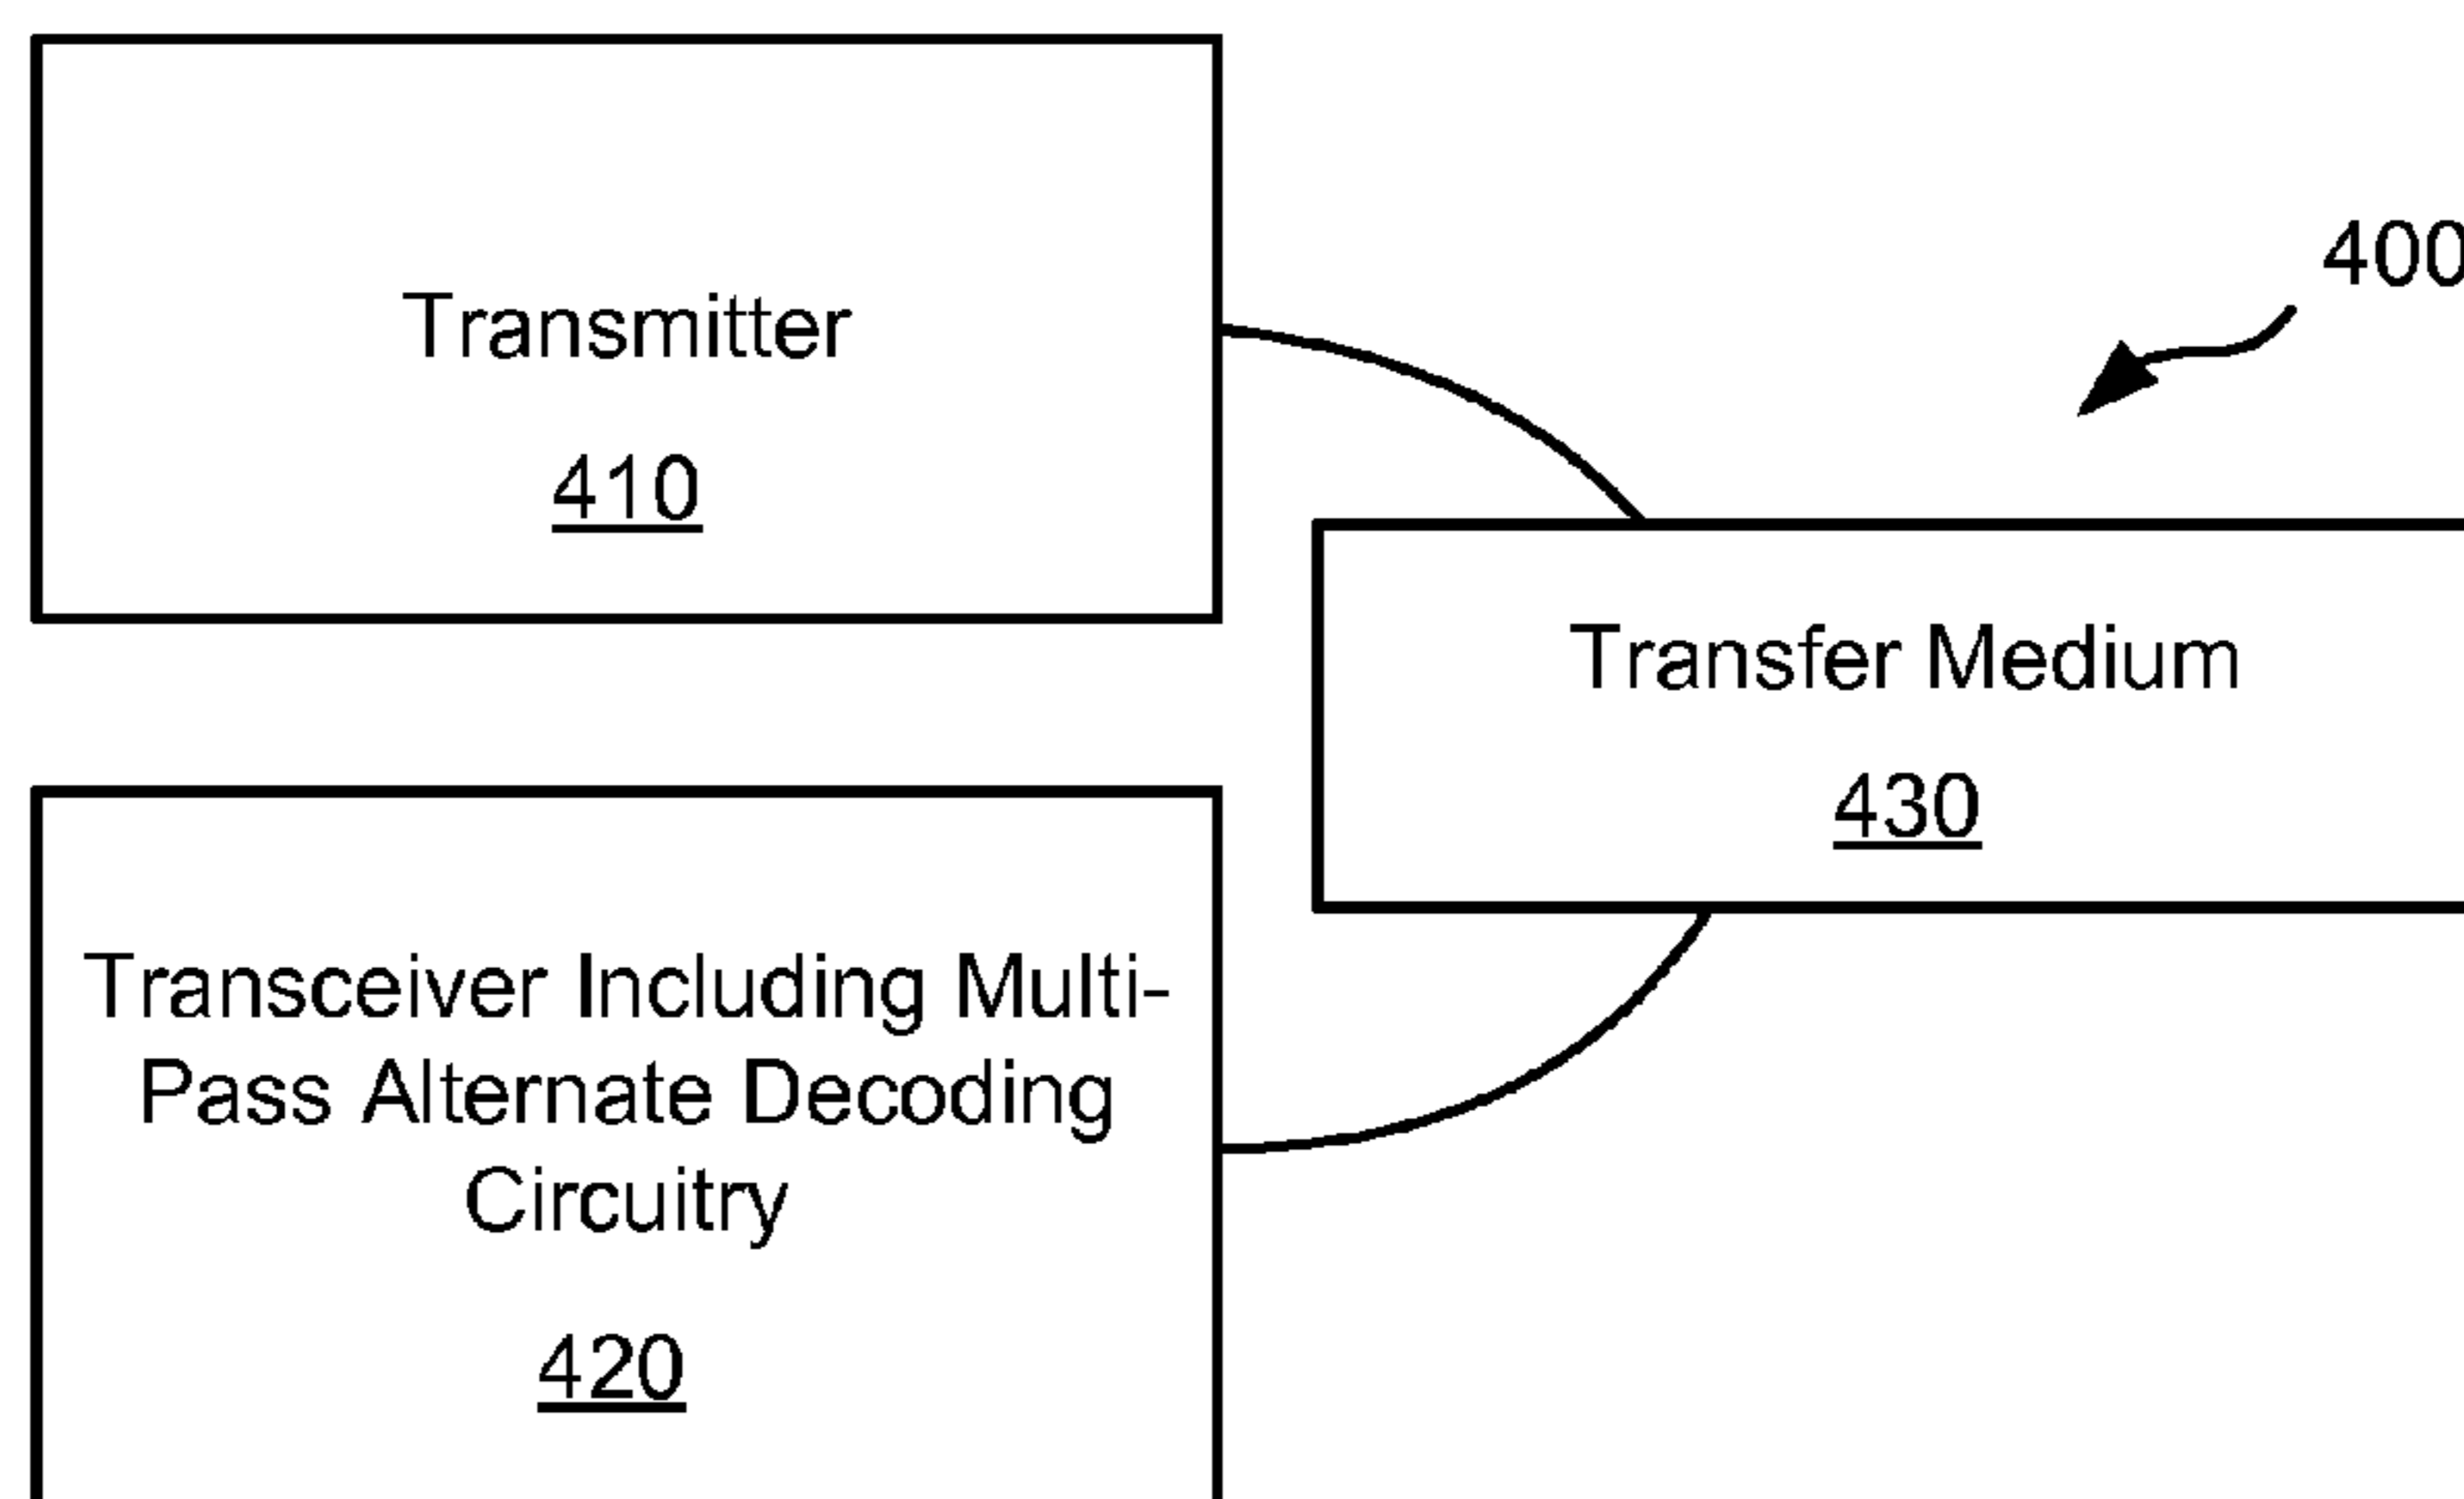 Transmitter
410
400
Transfer Medium
430
Transceiver Including Multi-
Pass Alternate Decoding
Circuitry
420